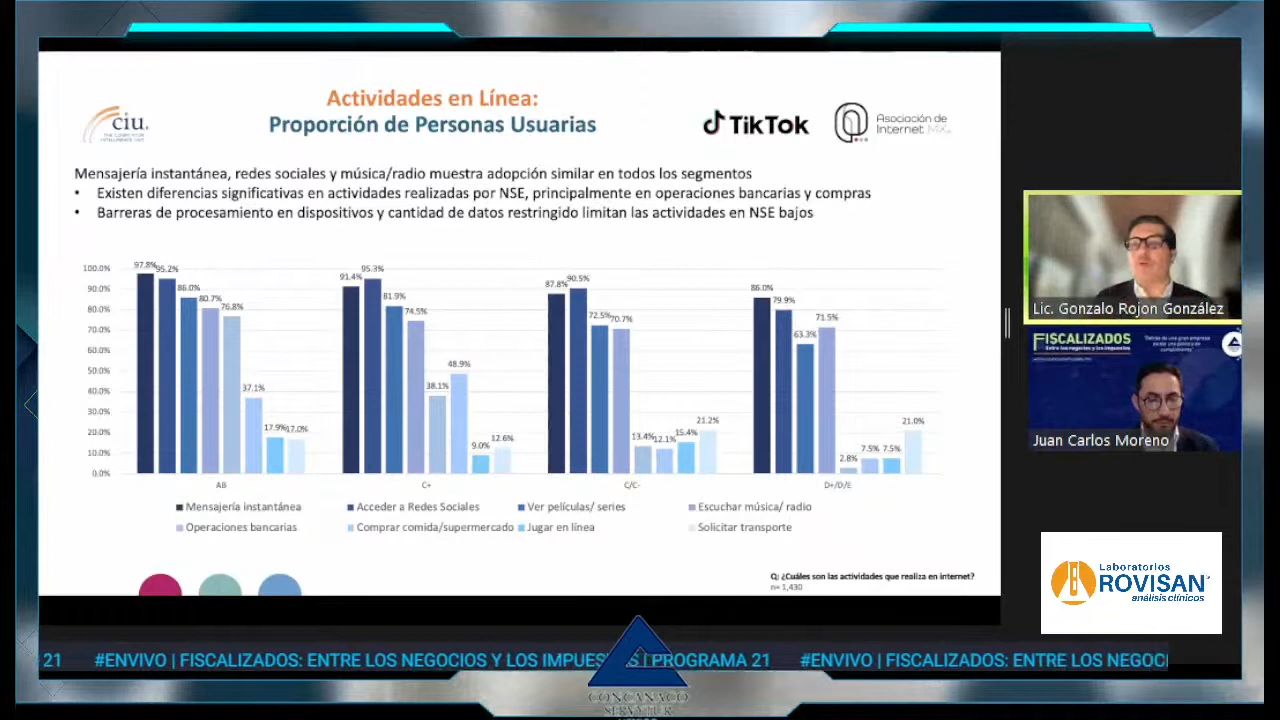 Actividades en Línea:
Proporción de Personas Usuarias
ciu.
TikTok
Asociación de
Internet MX.
Mensajería instantánea, redes sociales y música/radio muestra adopción similar en todos los segmentos
• Existen diferencias significativas en actividades realizadas por NSE, principalmente en operaciones bancarias y compras
• Barreras de procesamiento en dispositivos y cantidad de datos restringido limitan las actividades en NSE bajos
100.0%
90.0%
80.0%
70.0%
60.0%
50.0%
40.0%
30.0%
20.0%
10.0%
0.0%
97.8% 95.2% 86.0% 80.7% 76.8% 37.1% 17.9% 17.0%
91.4% 95.3% 81.9% 74.5% 38.1% 48.9% 9.0% 12.6%
87.8% 90.5% 72.5% 70.7% 13.4% 12.1% 15.4% 21.2%
86.0% 79.9% 63.3% 71.5% 2.8% 7.5% 7.5% 21.0%
AB C+ C/C- D+/D/E
Mensajería instantánea Acceder a Redes Sociales Ver películas/ series Escuchar música/ radio
Operaciones bancarias Comprar comida/supermercado Jugar en línea Solicitar transporte
Q: ¿Cuáles son las actividades que realiza en internet?
n= 1,430
Lic. Gonzalo Rojon González
FISCALIZADOS
Entre los negocios y los impuestos
Juan Carlos Moreno
Laboratorios
ROVISAN
análisis clínicos
21 #ENVIVO | FISCALIZADOS: ENTRE LOS NEGOCIOS Y LOS IMPUESTOS | PROGRAMA 21 #ENVIVO | FISCALIZADOS: ENTRE LOS NEGOCI
CONCANACO
SERVYTUR